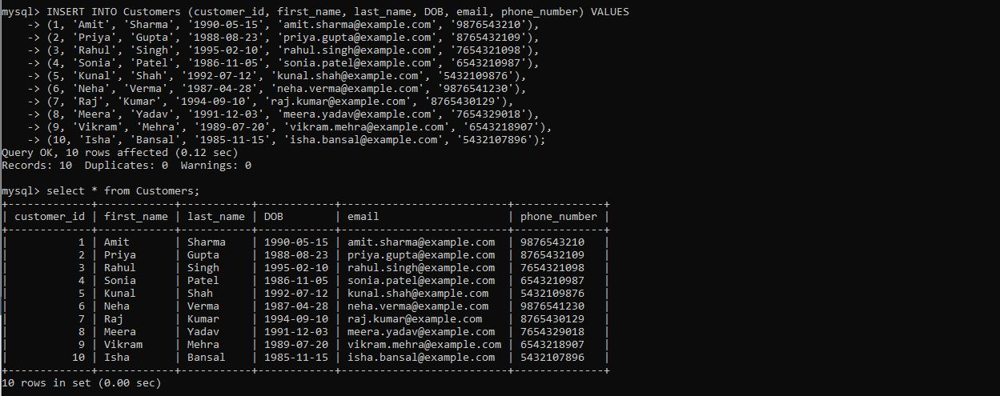 mysql> INSERT INTO Customers (customer_id, first_name, last_name, DOB, email, phone_number) VALUES
    -> (1, 'Amit', 'Sharma', '1990-05-15', 'amit.sharma@example.com', '9876543210'),
    -> (2, 'Priya', 'Gupta', '1988-08-23', 'priya.gupta@example.com', '8765432109'),
    -> (3, 'Rahul', 'Singh', '1995-02-10', 'rahul.singh@example.com', '7654321098'),
    -> (4, 'Sonia', 'Patel', '1986-11-05', 'sonia.patel@example.com', '6543210987'),
    -> (5, 'Kunal', 'Shah', '1992-07-12', 'kunal.shah@example.com', '5432109876'),
    -> (6, 'Neha', 'Verma', '1987-04-28', 'neha.verma@example.com', '9876541230'),
    -> (7, 'Raj', 'Kumar', '1994-09-10', 'raj.kumar@example.com', '8765430129'),
    -> (8, 'Meera', 'Yadav', '1991-12-03', 'meera.yadav@example.com', '7654329018'),
    -> (9, 'Vikram', 'Mehra', '1989-07-20', 'vikram.mehra@example.com', '6543218907'),
    -> (10, 'Isha', 'Bansal', '1985-11-15', 'isha.bansal@example.com', '5432107896');
Query OK, 10 rows affected (0.12 sec)
Records: 10  Duplicates: 0  Warnings: 0

mysql> select * from Customers;
+-------------+------------+-----------+------------+--------------------------+--------------+
| customer_id | first_name | last_name | DOB        | email                    | phone_number |
+-------------+------------+-----------+------------+--------------------------+--------------+
|           1 | Amit       | Sharma    | 1990-05-15 | amit.sharma@example.com  | 9876543210   |
|           2 | Priya      | Gupta     | 1988-08-23 | priya.gupta@example.com  | 8765432109   |
|           3 | Rahul      | Singh     | 1995-02-10 | rahul.singh@example.com  | 7654321098   |
|           4 | Sonia      | Patel     | 1986-11-05 | sonia.patel@example.com  | 6543210987   |
|           5 | Kunal      | Shah      | 1992-07-12 | kunal.shah@example.com   | 5432109876   |
|           6 | Neha       | Verma     | 1987-04-28 | neha.verma@example.com   | 9876541230   |
|           7 | Raj        | Kumar     | 1994-09-10 | raj.kumar@example.com    | 8765430129   |
|           8 | Meera      | Yadav     | 1991-12-03 | meera.yadav@example.com  | 7654329018   |
|           9 | Vikram     | Mehra     | 1989-07-20 | vikram.mehra@example.com | 6543218907   |
|          10 | Isha       | Bansal    | 1985-11-15 | isha.bansal@example.com  | 5432107896   |
+-------------+------------+-----------+------------+--------------------------+--------------+
10 rows in set (0.00 sec)